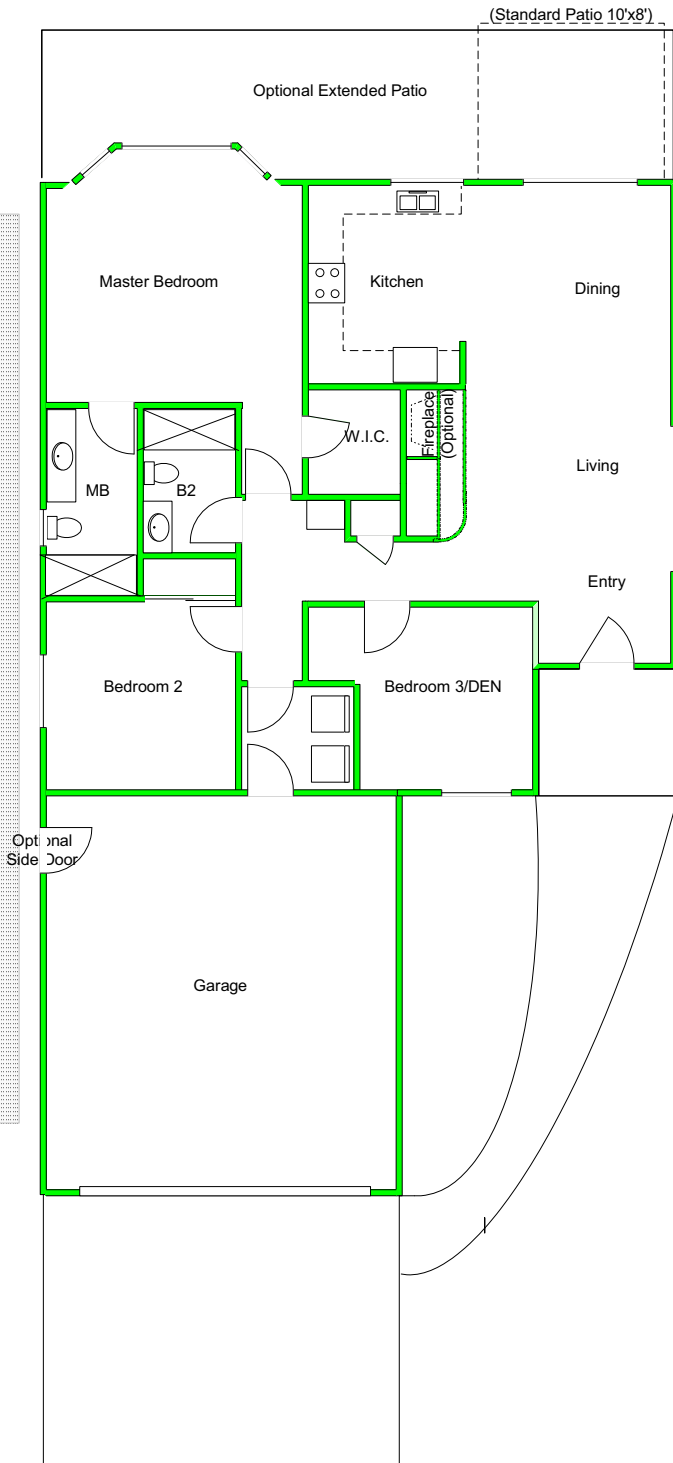 (Standard Patio 10'x8')
Optional Extended Patio
Master Bedroom
Kitchen
Dining
Fireplace
(Optional)
W.I.C.
Living
MB
B2
Entry
Bedroom 2
Bedroom 3/DEN
Optional
Side Door
Garage